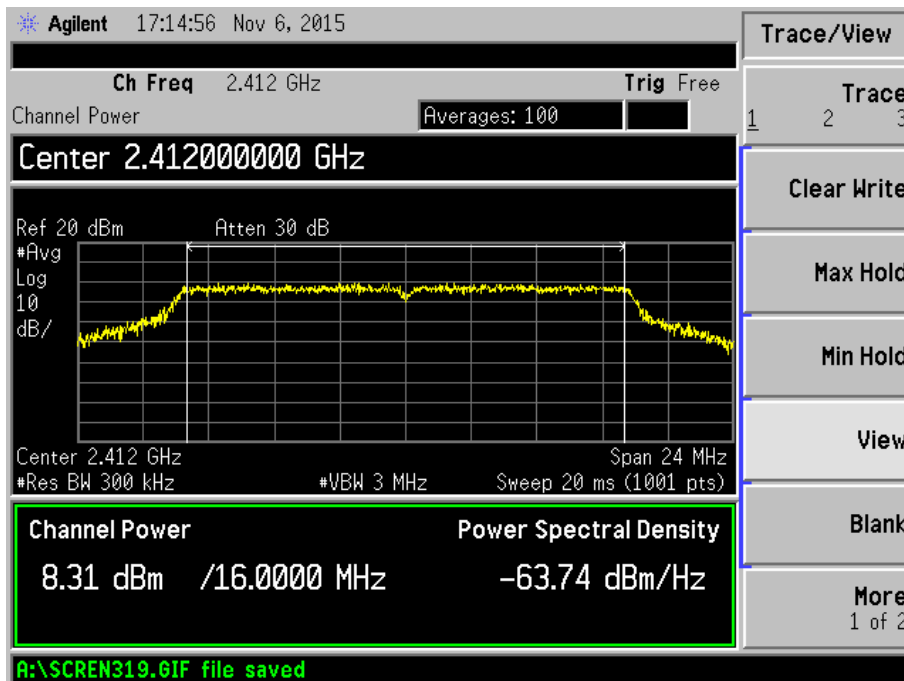 Agilent 17:14:56 Nov 6, 2015
Trace/View
Ch Freq 2.412 GHz Trig Free
Channel Power Averages: 100
Trace
1 2 3
Center 2.412000000 GHz
Clear Write
Ref 20 dBm Atten 30 dB
#Avg
Log
10
dB/
Max Hold
Min Hold
View
Center 2.412 GHz Span 24 MHz
#Res BW 300 kHz #VBW 3 MHz Sweep 20 ms (1001 pts)
Blank
Channel Power Power Spectral Density
8.31 dBm /16.0000 MHz -63.74 dBm/Hz
More
1 of 2
A:\SCREN319.GIF file saved